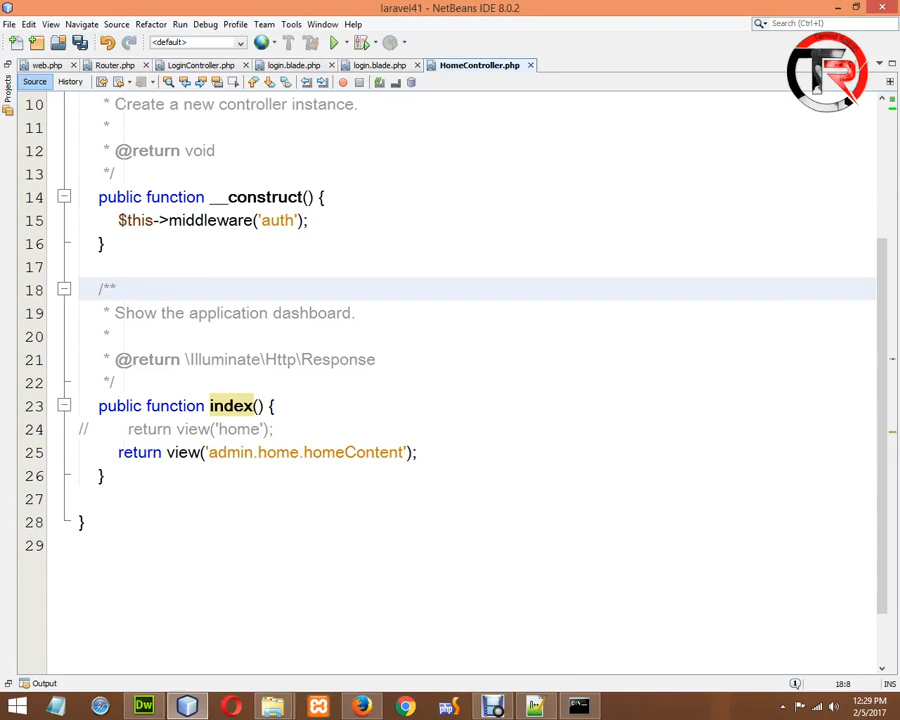 laravel41 - NetBeans IDE 8.0.2
File Edit View Navigate Source Refactor Run Debug Profile Team Tools Window Help
Search (Ctrl+I)
<default>
web.php Router.php LoginController.php login.blade.php login.blade.php HomeController.php
Source History
Projects
TR
10 * Create a new controller instance.
11 *
12 * @return void
13 */
14 public function __construct() {
15 $this->middleware('auth');
16 }
17
18 /**
19 * Show the application dashboard.
20 *
21 * @return \Illuminate\Http\Response
22 */
23 public function index() {
24 // return view('home');
25 return view('admin.home.homeContent');
26 }
27
28 }
29
Output
18:8 INS
Dw
php
12:29 PM
2/5/2017